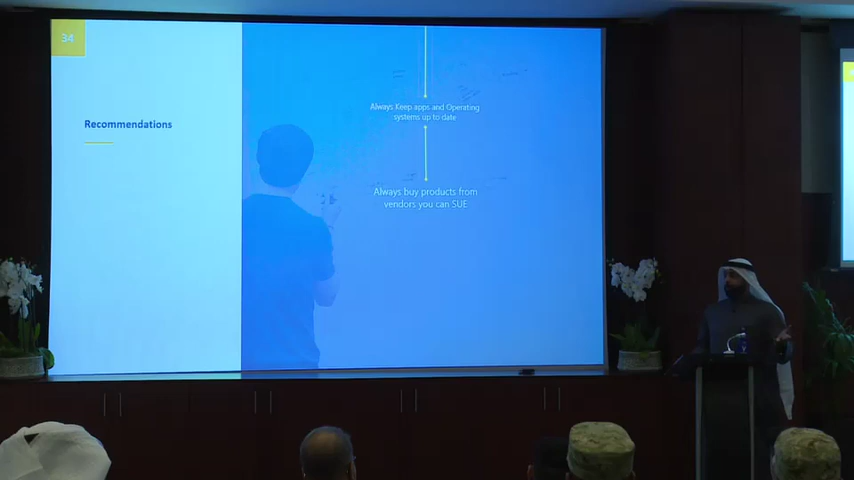 34
Recommendations
Always Keep apps and Operating
systems up to date
Always buy products from
vendors you can SUE